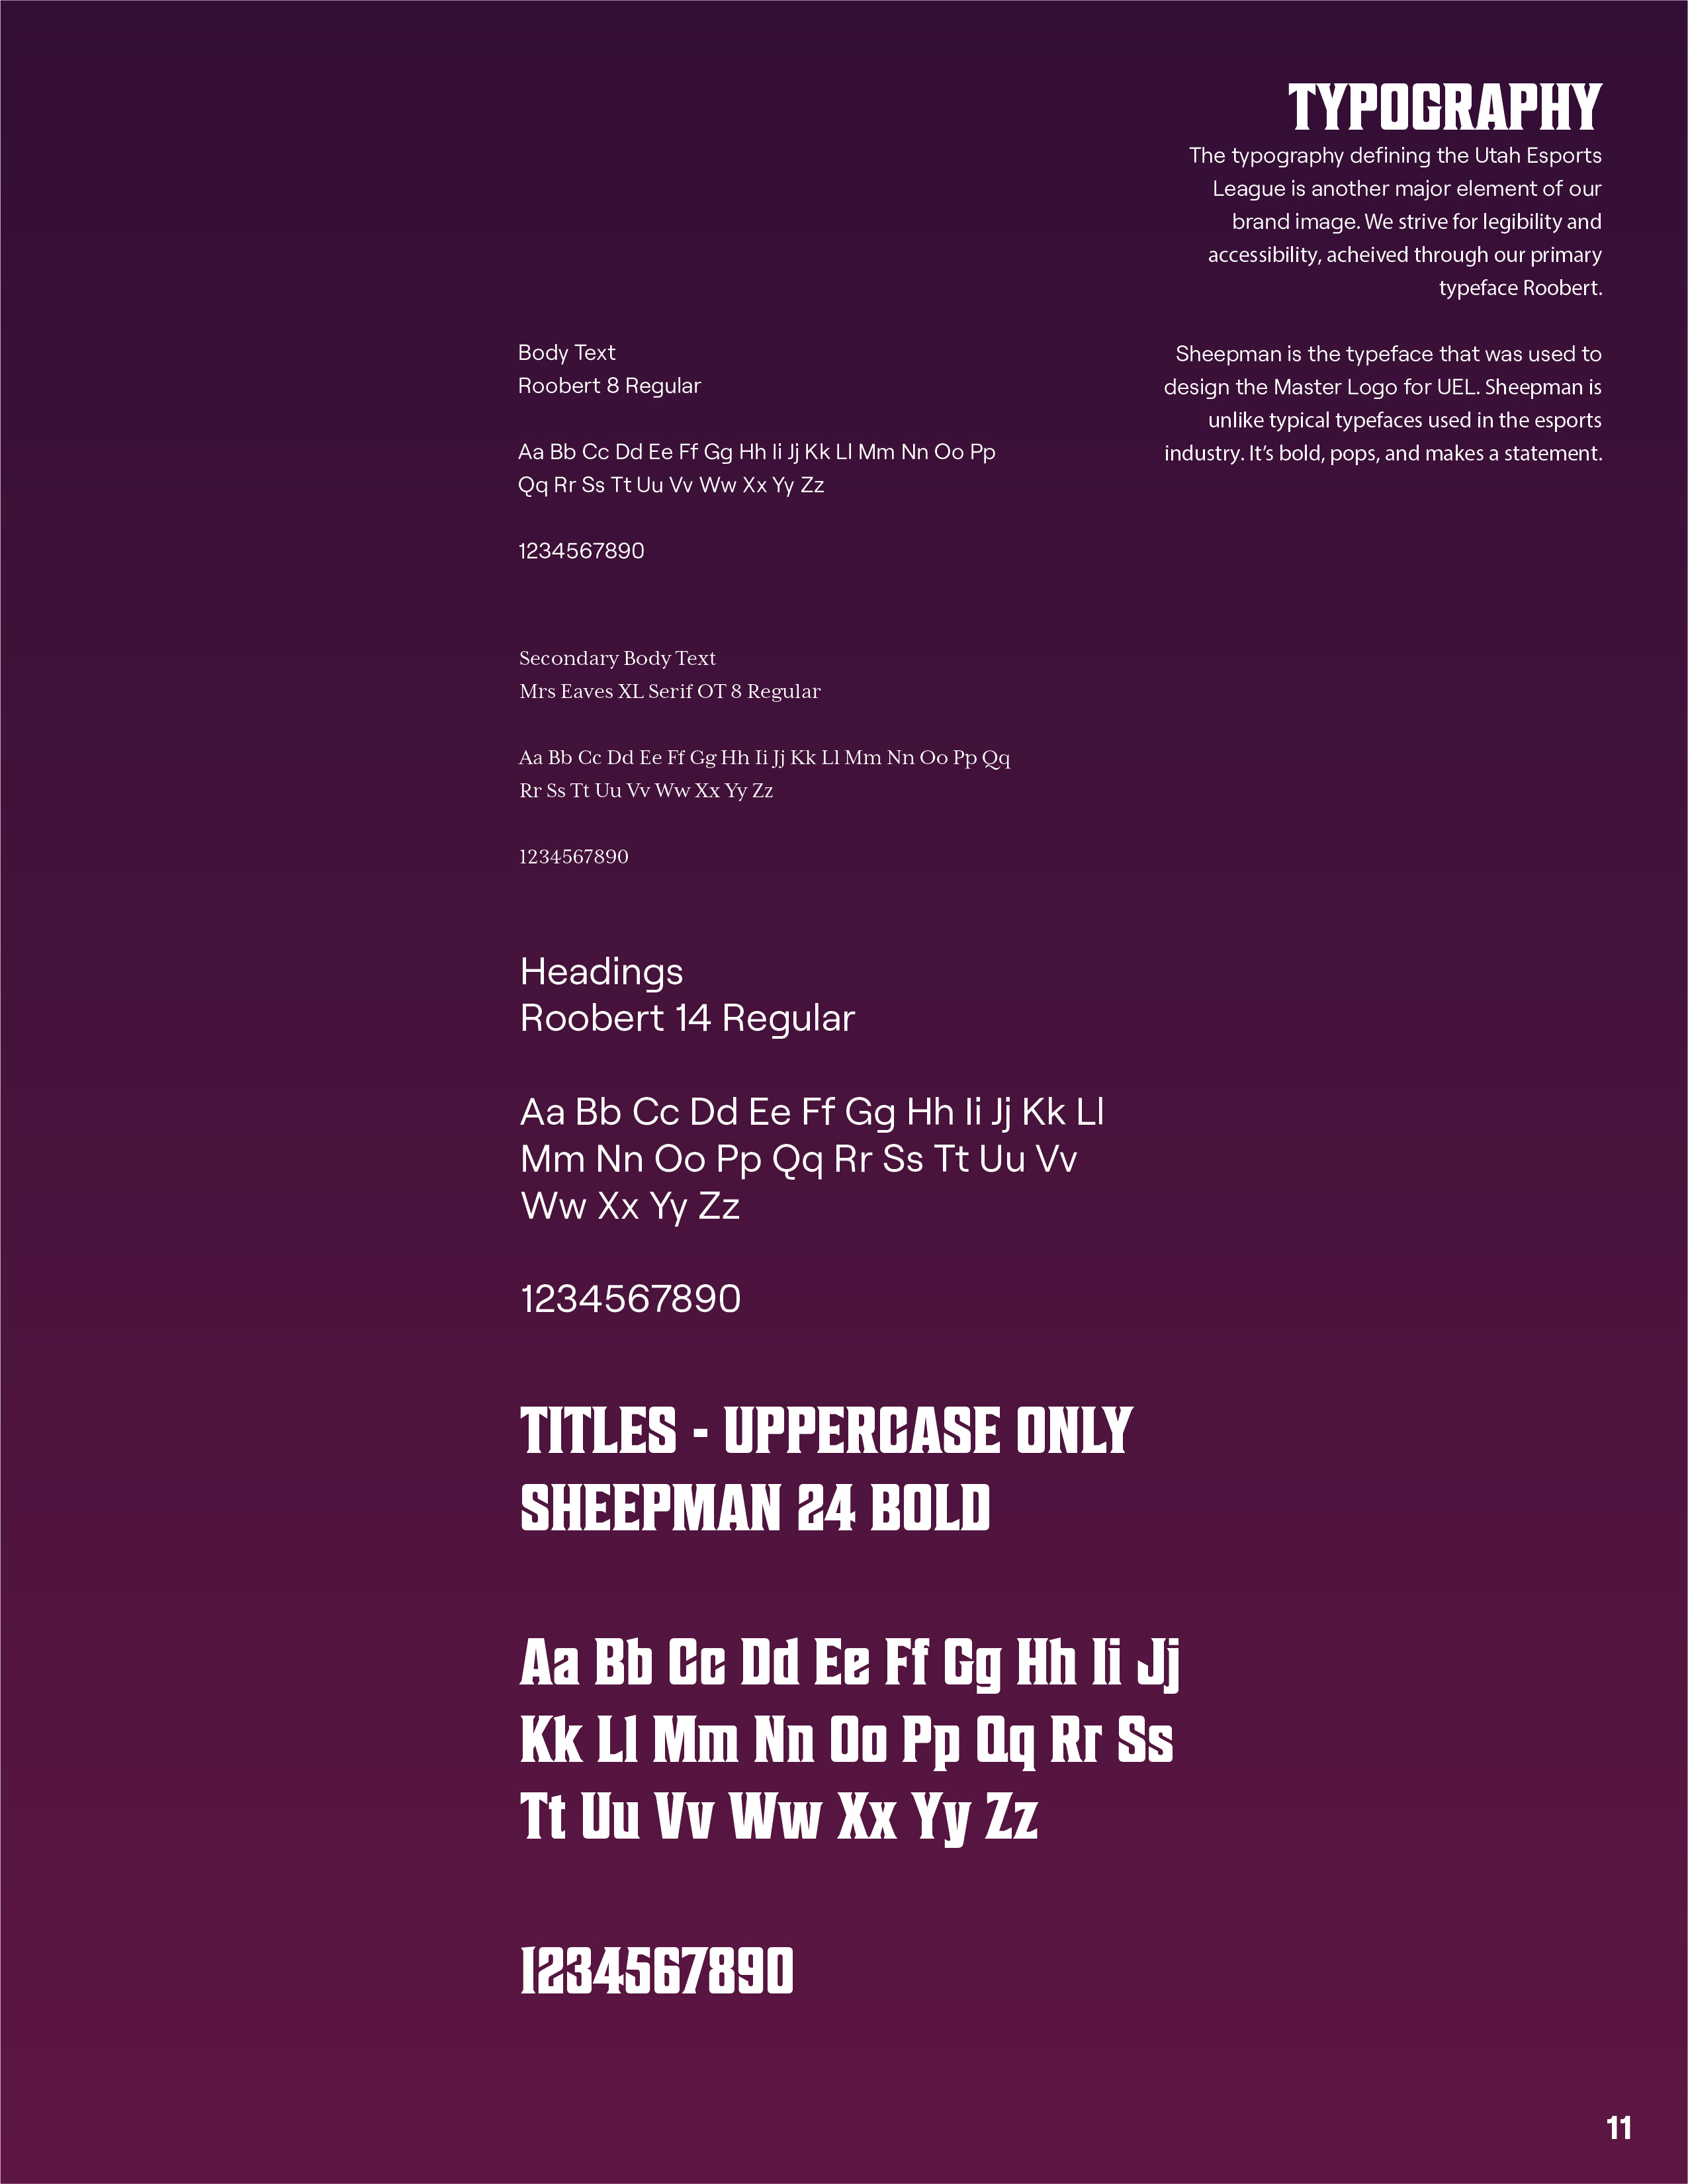 TYPOGRAPHY
The typography defining the Utah Esports
League is another major element of our
brand image. We strive for legibility and
accessibility, acheived through our primary
typeface Roobert.
Sheepman is the typeface that was used to
design the Master Logo for UEL. Sheepman is
unlike typical typefaces used in the esports
industry. It's bold, pops, and makes a statement.
Body Text
Roobert 8 Regular
Aa Bb Cc Dd Ee Ff Gg Hh Ii Jj Kk Ll Mm Nn Oo Pp
Qq Rr Ss Tt Uu Vv Ww Xx Yy Zz
1234567890
Secondary Body Text
Mrs Eaves XL Serif OT 8 Regular
Aa Bb Cc Dd Ee Ff Gg Hh Ii Jj Kk Ll Mm Nn Oo Pp Qq
Rr Ss Tt Uu Vv Ww Xx Yy Zz
1234567890
Headings
Roobert 14 Regular
Aa Bb Cc Dd Ee Ff Gg Hh Ii Jj Kk Ll
Mm Nn Oo Pp Qq Rr Ss Tt Uu Vv
Ww Xx Yy Zz
1234567890
TITLES - UPPERCASE ONLY
SHEEPMAN 24 BOLD
Aa Bb Cc Dd Ee Ff Gg Hh Ii Jj
Kk Ll Mm Nn Oo Pp Qq Rr Ss
Tt Uu Vv Ww Xx Yy Zz
1234567890
11